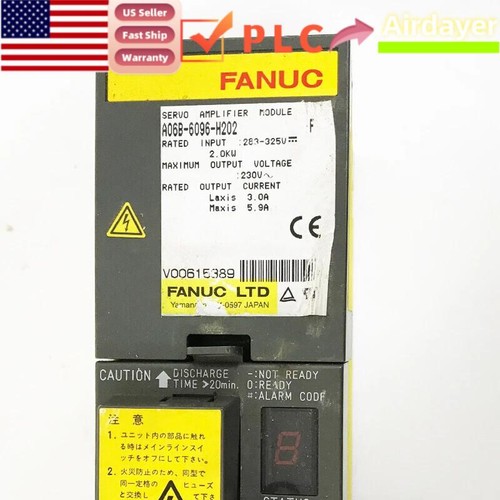 US Seller
Fast Ship
Warranty
PLC
Airdayer
FANUC
SERVO AMPLIFIER MODULE
A06B-6096-H202 F
RATED INPUT :283-325V⎓
2.0KW
MAXIMUM OUTPUT VOLTAGE
:230V∿
RATED OUTPUT CURRENT
Laxis 3.0A
Maxis 5.9A
CE
V00615389
FANUC LTD
-0597 JAPAN
CAUTION DISCHARGE
TIME >20min.
-:NOT READY
0:READY
#:ALARM CODE
注 意
1. ユニット内の部品に触れ
る時はメインラインスイ
ッチをオフにして下さい。
2. 火災防止のため、同型で
同一定格の ヒューズ
と交換し て下さい。
8
STATUS